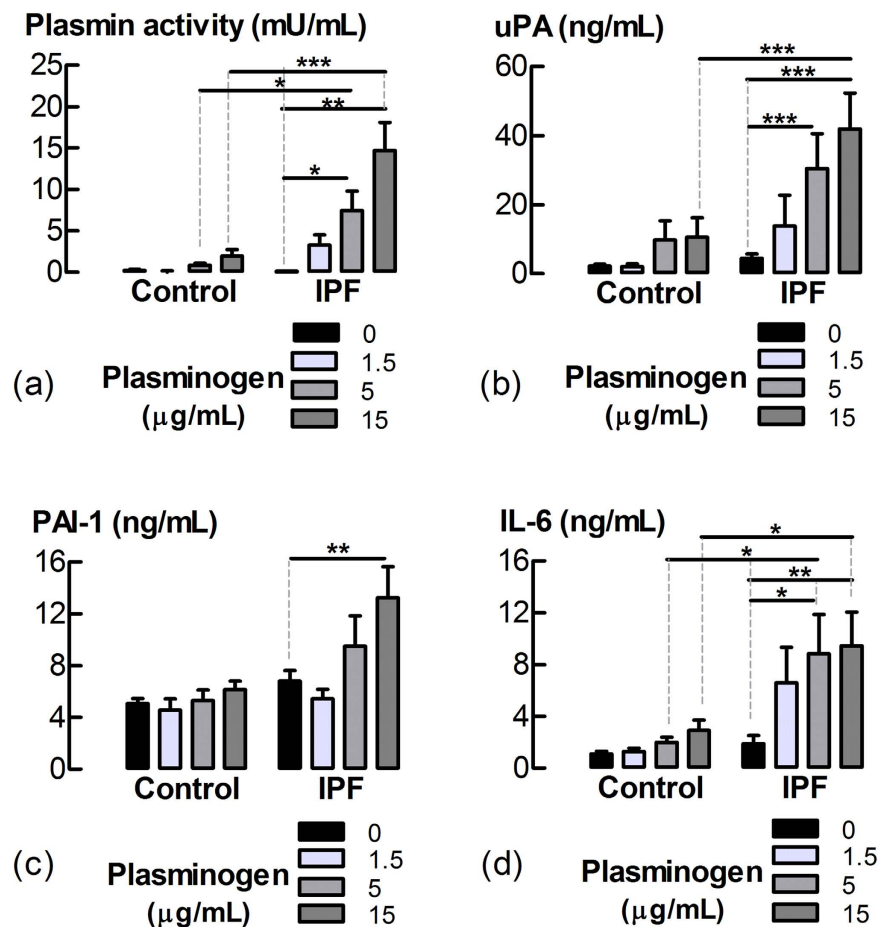 Plasmin activity (mU/mL)
25
20
15
10
5
0
***
*
**
*
Control
IPF
(a)
Plasminogen
(μg/mL)
0
1.5
5
15
uPA (ng/mL)
60
40
20
0
***
***
***
Control
IPF
(b)
Plasminogen
(μg/mL)
0
1.5
5
15
PAI-1 (ng/mL)
16
12
8
4
0
**
Control
IPF
(c)
Plasminogen
(μg/mL)
0
1.5
5
15
IL-6 (ng/mL)
16
12
8
4
0
*
*
**
*
Control
IPF
(d)
Plasminogen
(μg/mL)
0
1.5
5
15